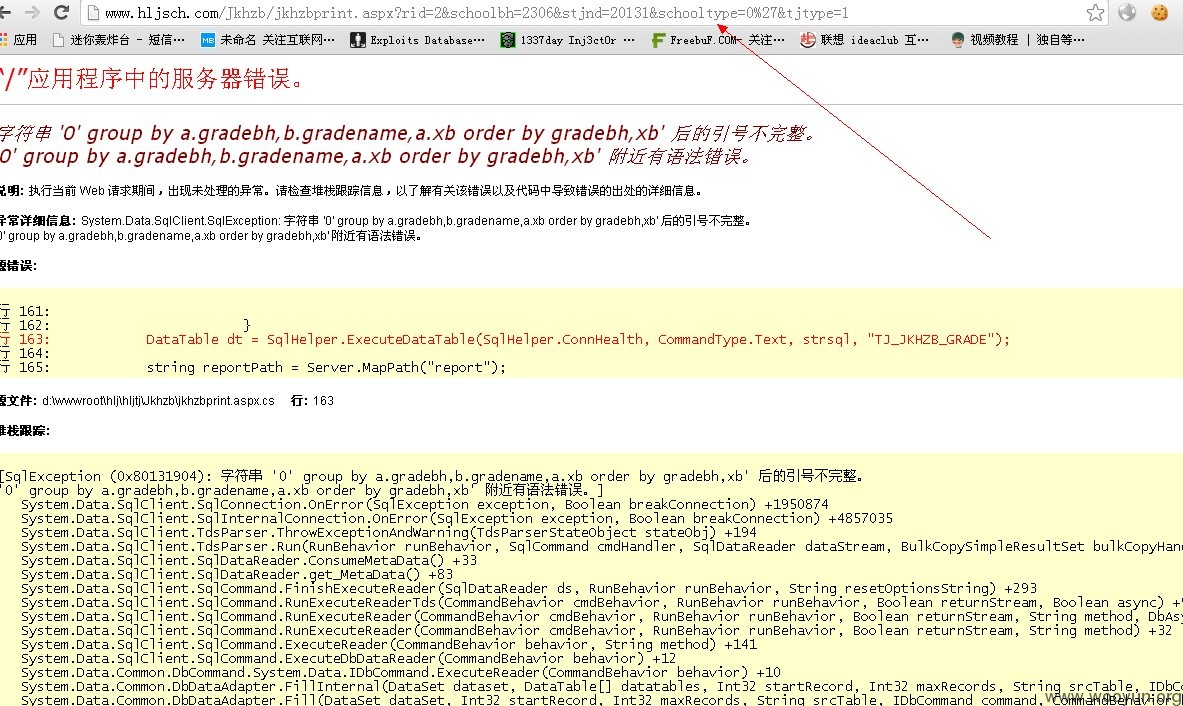 www.hljsch.com/Jkhzb/jkhzbprint.aspx?rid=2&schoolbh=2306&stjnd=20131&schooltype=0%27&tjtype=1
应用 迷你轰炸台 - 短信… 未命名 关注互联网… Exploits Database… 1337day Inj3ct0r … FreebuF.COM- 关注… 联想 ideaclub 互… 视频教程 | 独自等…
“/”应用程序中的服务器错误。
字符串 '0' group by a.gradebh,b.gradename,a.xb order by gradebh,xb' 后的引号不完整。
'0' group by a.gradebh,b.gradename,a.xb order by gradebh,xb' 附近有语法错误。
说明: 执行当前 Web 请求期间，出现未处理的异常。请检查堆栈跟踪信息，以了解有关该错误以及代码中导致错误的出处的详细信息。
异常详细信息: System.Data.SqlClient.SqlException: 字符串 '0' group by a.gradebh,b.gradename,a.xb order by gradebh,xb' 后的引号不完整。
0' group by a.gradebh,b.gradename,a.xb order by gradebh,xb' 附近有语法错误。
源错误:
行 161:
行 162: }
行 163: DataTable dt = SqlHelper.ExecuteDataTable(SqlHelper.ConnHealth, CommandType.Text, strsql, "TJ_JKHZB_GRADE");
行 164:
行 165: string reportPath = Server.MapPath("report");
源文件: d:\wwwroot\hlj\hljtj\Jkhzb\jkhzbprint.aspx.cs 行: 163
堆栈跟踪:
[SqlException (0x80131904): 字符串 '0' group by a.gradebh,b.gradename,a.xb order by gradebh,xb' 后的引号不完整。
'0' group by a.gradebh,b.gradename,a.xb order by gradebh,xb' 附近有语法错误。]
System.Data.SqlClient.SqlConnection.OnError(SqlException exception, Boolean breakConnection) +1950874
System.Data.SqlClient.SqlInternalConnection.OnError(SqlException exception, Boolean breakConnection) +4857035
System.Data.SqlClient.TdsParser.ThrowExceptionAndWarning(TdsParserStateObject stateObj) +194
System.Data.SqlClient.TdsParser.Run(RunBehavior runBehavior, SqlCommand cmdHandler, SqlDataReader dataStream, BulkCopySimpleResultSet bulkCopyHan
System.Data.SqlClient.SqlDataReader.ConsumeMetaData() +33
System.Data.SqlClient.SqlDataReader.get_MetaData() +83
System.Data.SqlClient.SqlCommand.FinishExecuteReader(SqlDataReader ds, RunBehavior runBehavior, String resetOptionsString) +293
System.Data.SqlClient.SqlCommand.RunExecuteReaderTds(CommandBehavior cmdBehavior, RunBehavior runBehavior, Boolean returnStream, Boolean async) +
System.Data.SqlClient.SqlCommand.RunExecuteReader(CommandBehavior cmdBehavior, RunBehavior runBehavior, Boolean returnStream, String method, DbAs
System.Data.SqlClient.SqlCommand.RunExecuteReader(CommandBehavior cmdBehavior, RunBehavior runBehavior, Boolean returnStream, String method) +32
System.Data.SqlClient.SqlCommand.ExecuteReader(CommandBehavior behavior, String method) +141
System.Data.SqlClient.SqlCommand.ExecuteDbDataReader(CommandBehavior behavior) +12
System.Data.Common.DbCommand.System.Data.IDbCommand.ExecuteReader(CommandBehavior behavior) +10
System.Data.Common.DbDataAdapter.FillInternal(DataSet dataset, DataTable[] datatables, Int32 startRecord, Int32 maxRecords, String srcTable, IDbC
System.Data.Common.DbDataAdapter.Fill(DataSet dataSet, Int32 startRecord, Int32 maxRecords, String srcTable, IDbCommand command, CommandBehavior
www.wooyun.org